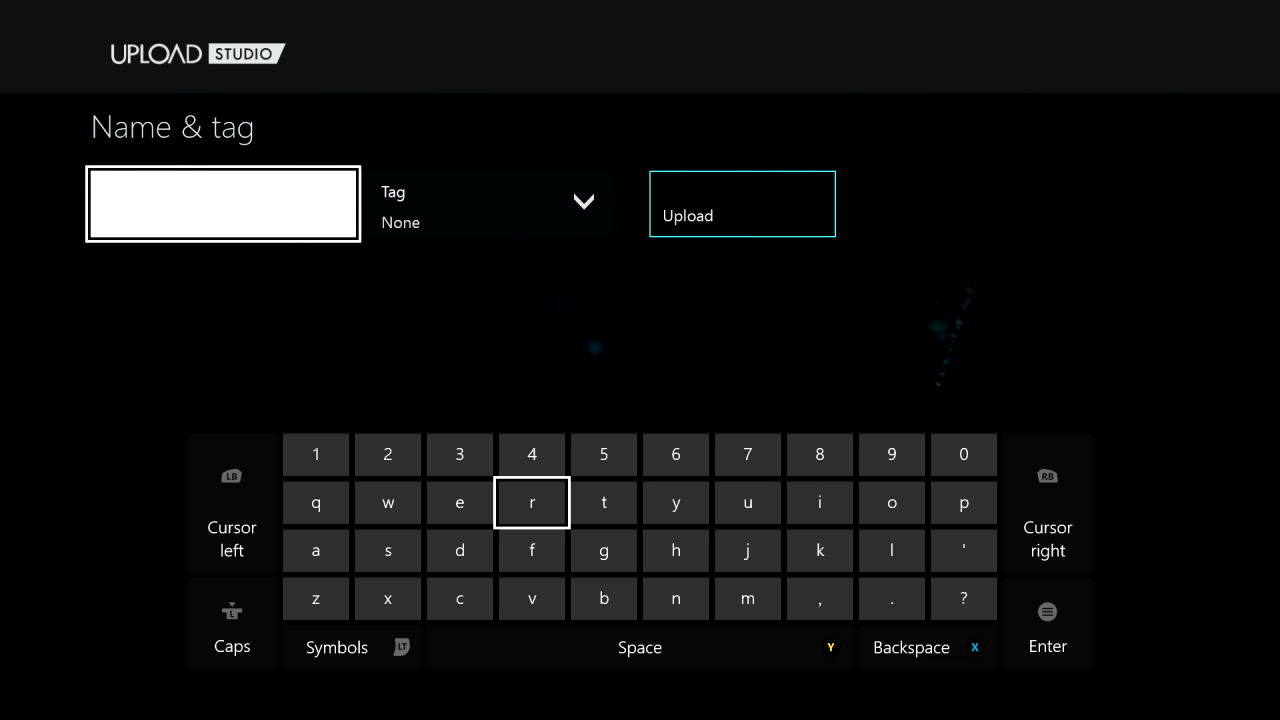 UPLOAD STUDIO
Name & tag
Tag
None
Upload
1 2 3 4 5 6 7 8 9 0
q w e r t y u i o p
a s d f g h j k l '
z x c v b n m , . ?
LB
Cursor
left
RB
Cursor
right
L
Caps
Symbols LT
Space Y
Backspace X
Enter